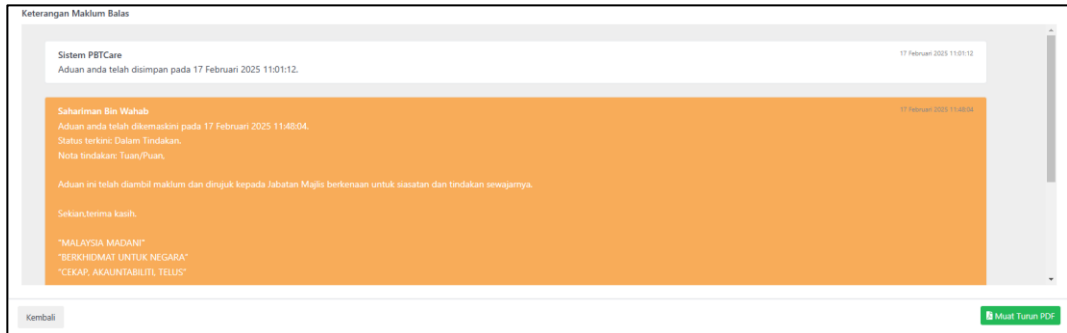 Keterangan Maklum Balas
Sistem PBTCare
17 Februari 2025 11:01:12
Aduan anda telah disimpan pada 17 Februari 2025 11:01:12.
Sahariman Bin Wahab
17 Februari 2025 11:48:04
Aduan anda telah dikemaskini pada 17 Februari 2025 11:48:04.
Status terkini: Dalam Tindakan.
Nota tindakan: Tuan/Puan,
Aduan ini telah diambil maklum dan dirujuk kepada Jabatan Majlis berkenaan untuk siasatan dan tindakan sewajarnya.
Sekian,terima kasih.
"MALAYSIA MADANI"
"BERKHIDMAT UNTUK NEGARA"
"CEKAP, AKAUNTABILITI, TELUS"
Kembali
Muat Turun PDF